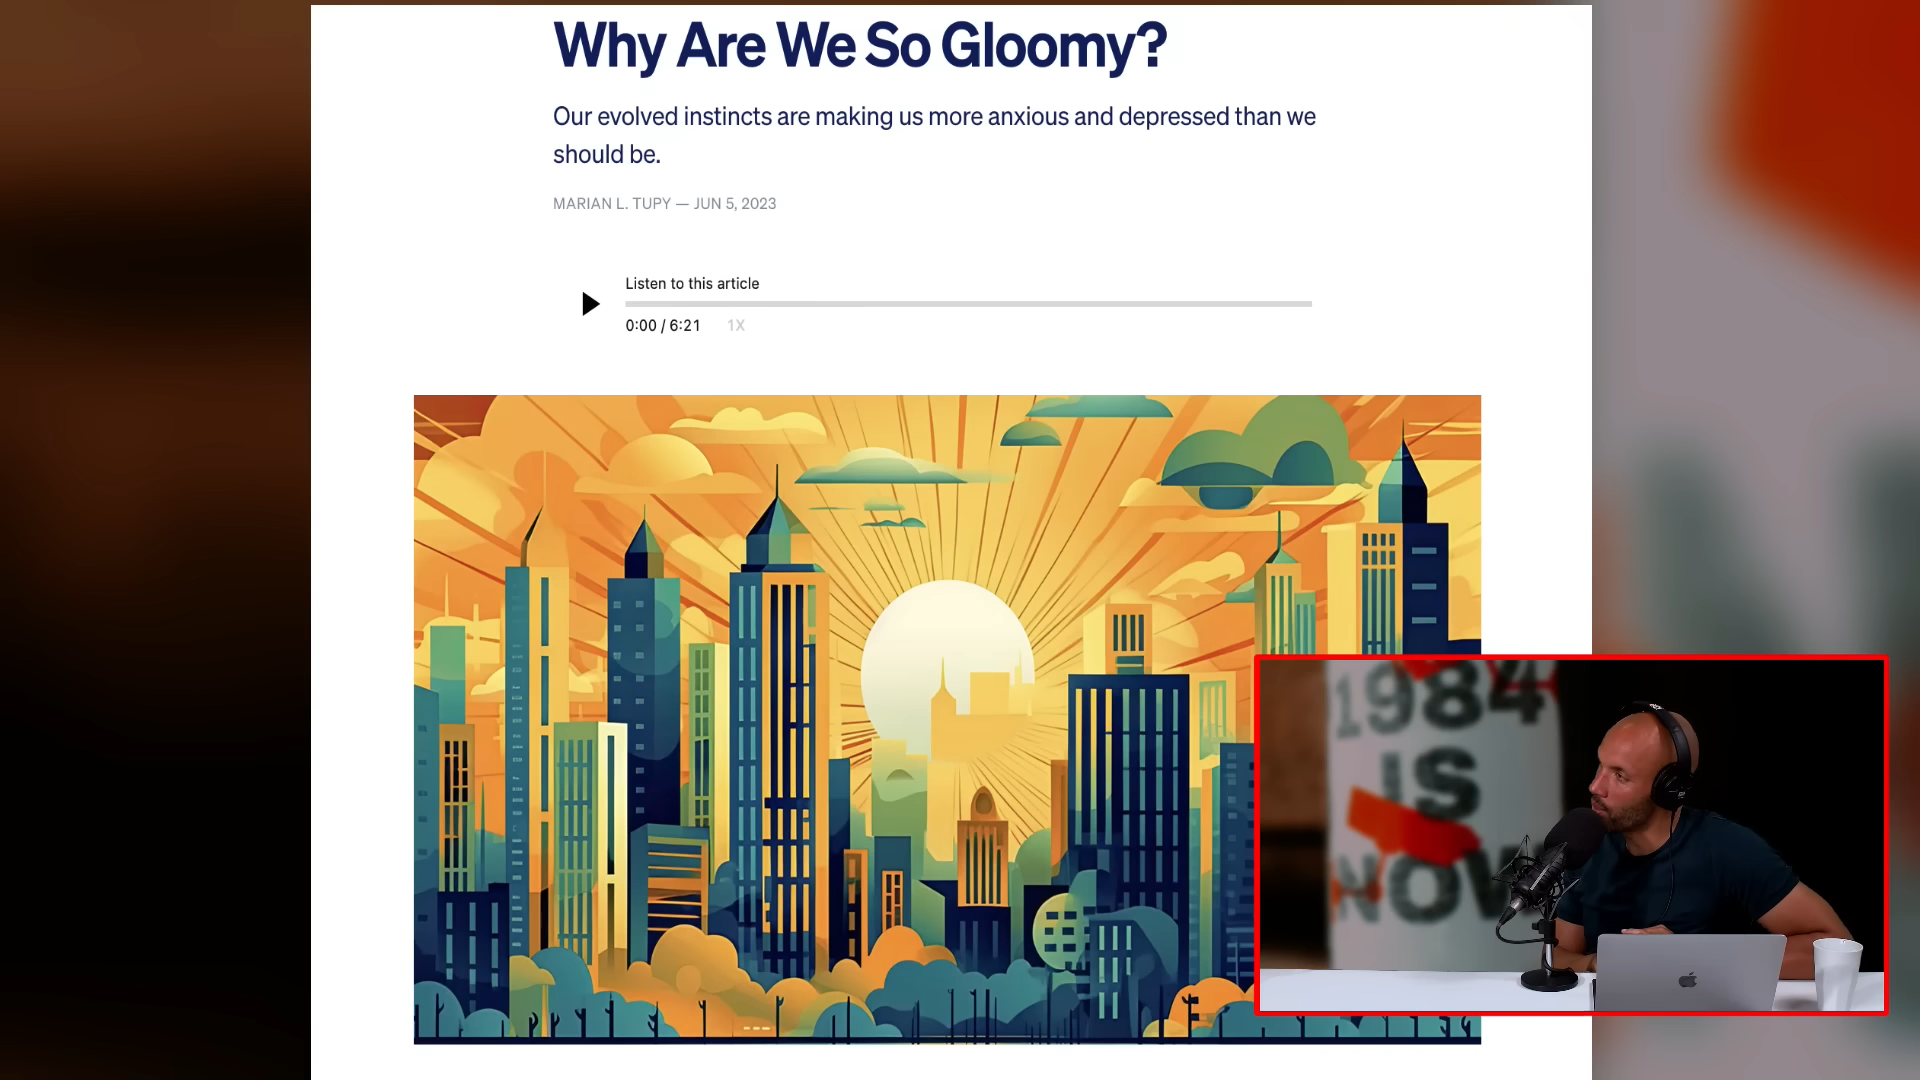 Why Are We So Gloomy?
Our evolved instincts are making us more anxious and depressed than we
should be.
MARIAN L. TUPY — JUN 5, 2023
Listen to this article
0:00 / 6:21 1X
1984
IS
NOW